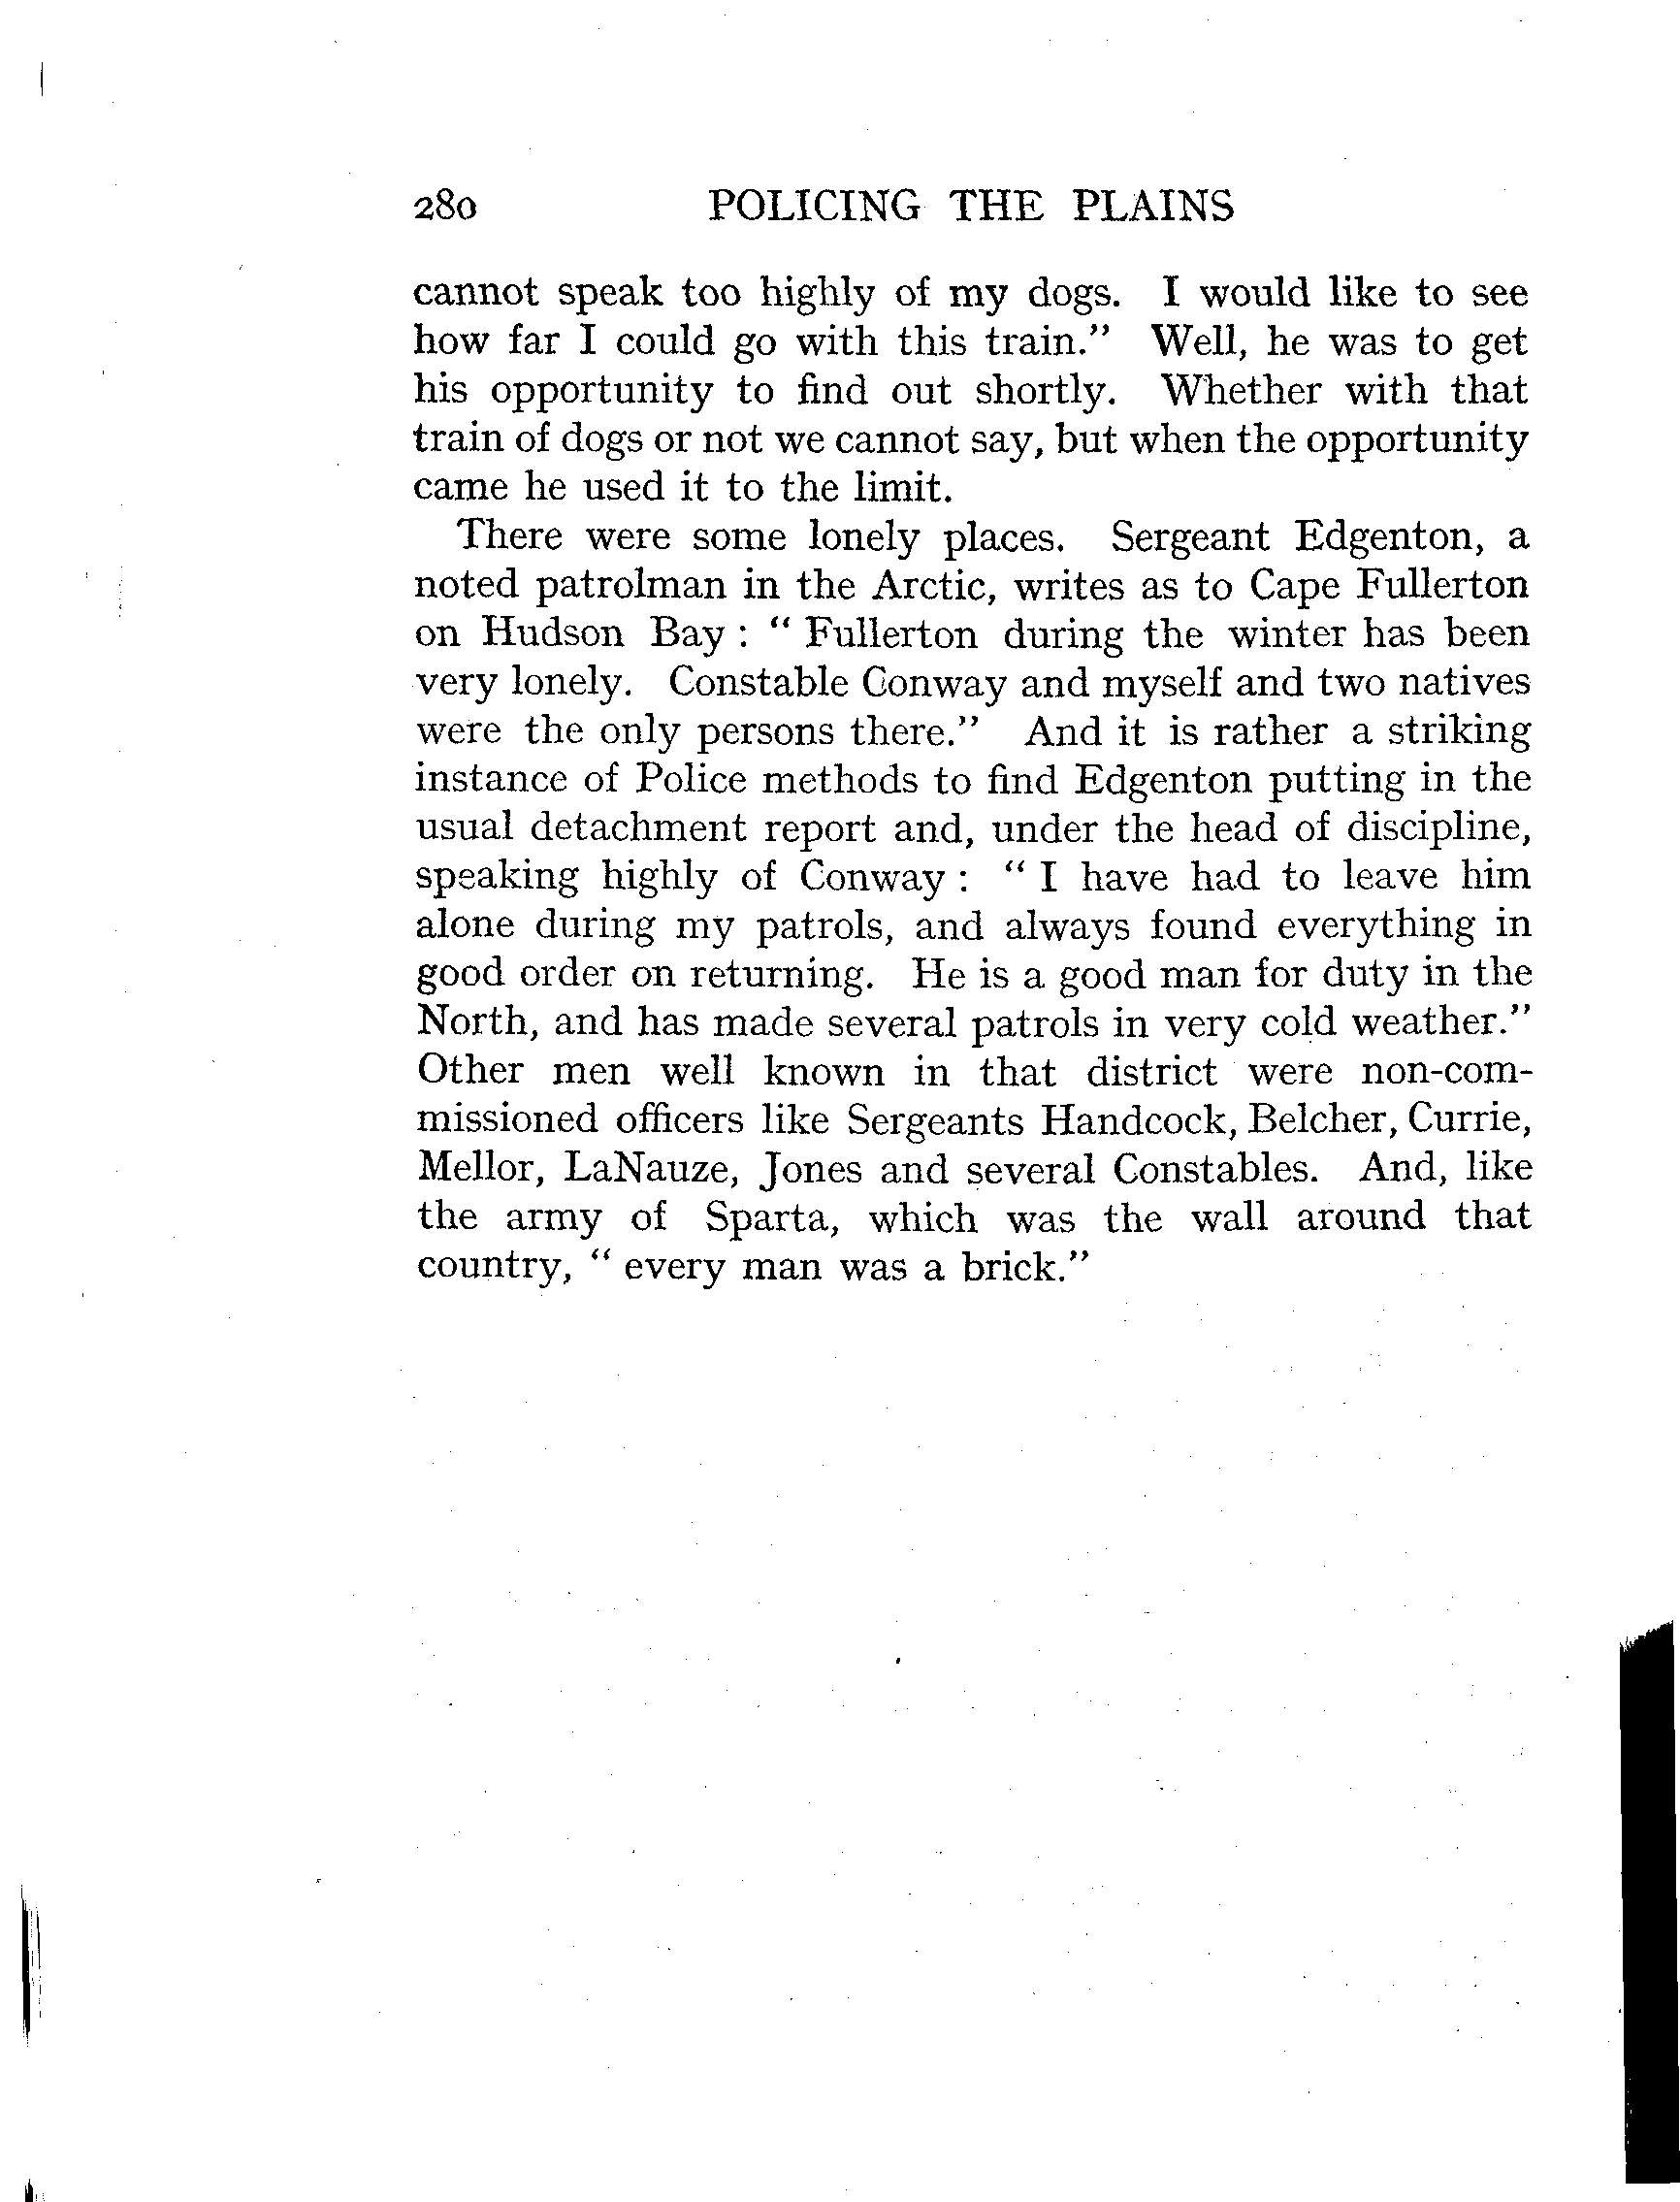 280 POLICING THE PLAINS
cannot speak too highly of my dogs. I would like to see
how far I could go with this train.” Well, he was to get
his opportunity to find out shortly. Whether with that
train of dogs or not we cannot say, but when the opportunity
came he used it to the limit.
There were some lonely places. Sergeant Edgenton, a
noted patrolman in the Arctic, writes as to Cape Fullerton
on Hudson Bay : “ Fullerton during the winter has been
very lonely. Constable Conway and myself and two natives
were the only persons there.” And it is rather a striking
instance of Police methods to find Edgenton putting in the
usual detachment report and, under the head of discipline,
speaking highly of Conway : “ I have had to leave him
alone during my patrols, and always found everything in
good order on returning. He is a good man for duty in the
North, and has made several patrols in very cold weather.”
Other men well known in that district were non-com-
missioned officers like Sergeants Handcock, Belcher, Currie,
Mellor, LaNauze, Jones and several Constables. And, like
the army of Sparta, which was the wall around that
country, “ every man was a brick.”